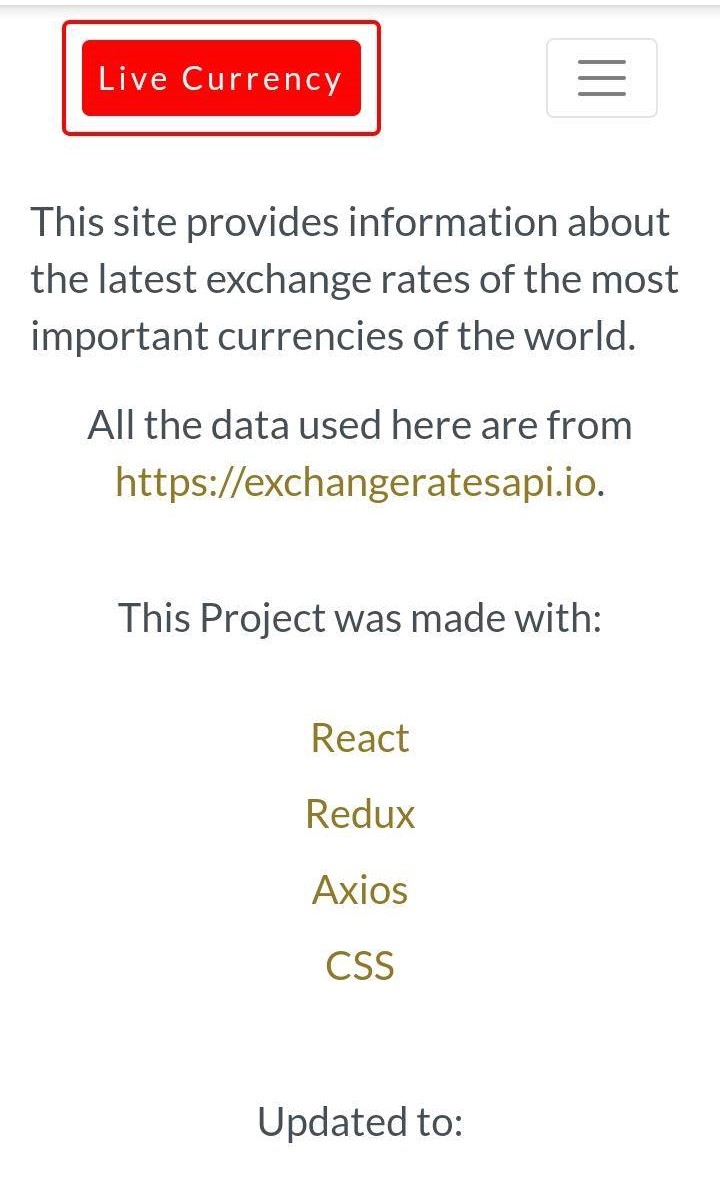 Live Currency
This site provides information about
the latest exchange rates of the most
important currencies of the world.
All the data used here are from
https://exchangeratesapi.io.
This Project was made with:
React
Redux
Axios
CSS
Updated to: